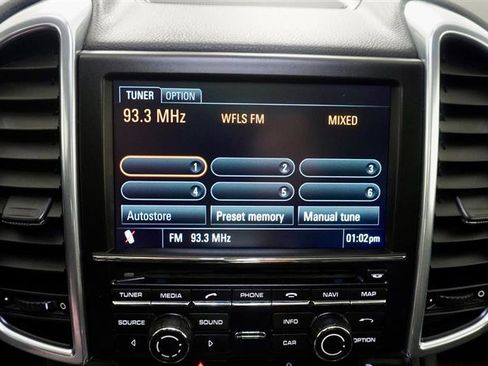 TUNER OPTION
93.3 MHz WFLS FM MIXED
1 2 3
4 5 6
Autostore Preset memory Manual tune
FM 93.3 MHz 01:02pm
TUNER MEDIA PHONE NAVI MAP
SOURCE SOUND INFO
CAR OPTION